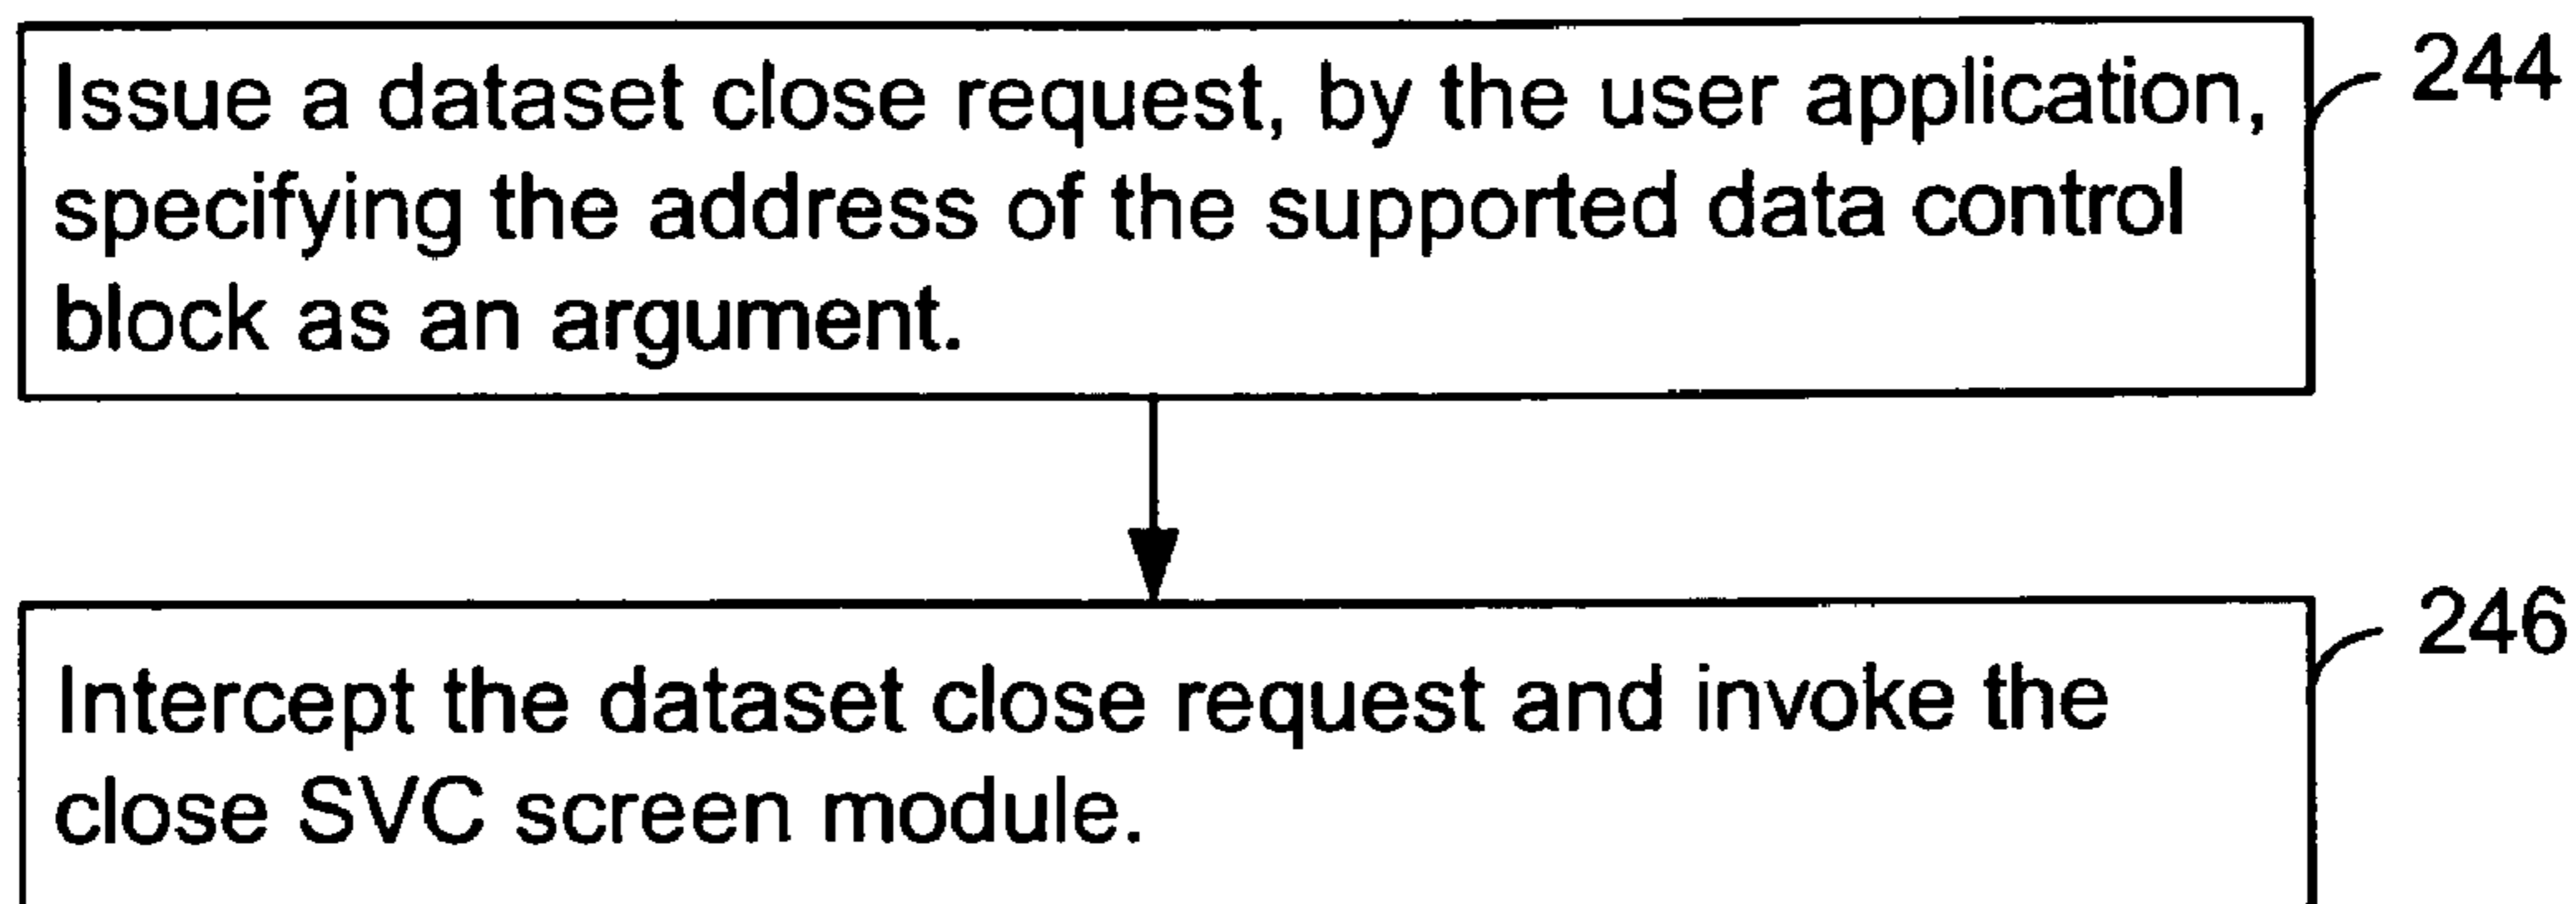 Issue a dataset close request, by the user application,
specifying the address of the supported data control
block as an argument.
244
Intercept the dataset close request and invoke the
close SVC screen module.
246